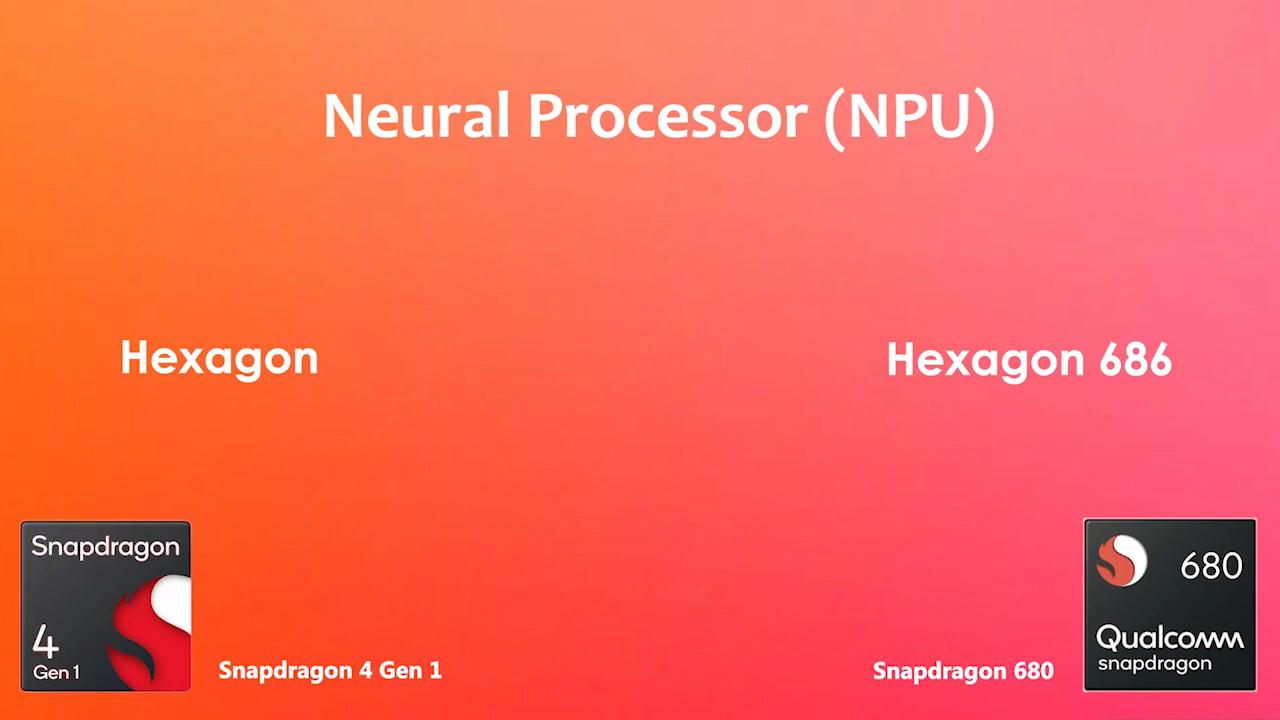 Neural Processor (NPU)
Hexagon
Hexagon 686
Snapdragon
4
Gen 1
Snapdragon 4 Gen 1
Snapdragon 680
680
Qualcomm
snapdragon